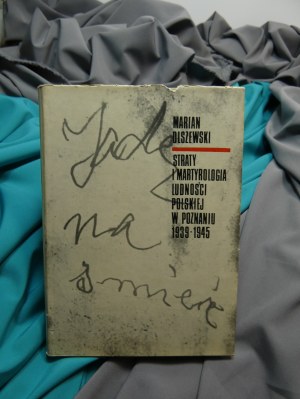 Jadę
na
śmierć
MARIAN
OLSZEWSKI
STRATY
I MARTYROLOGIA
LUDNOŚCI
POLSKIEJ
W POZNANIU
1939-1945